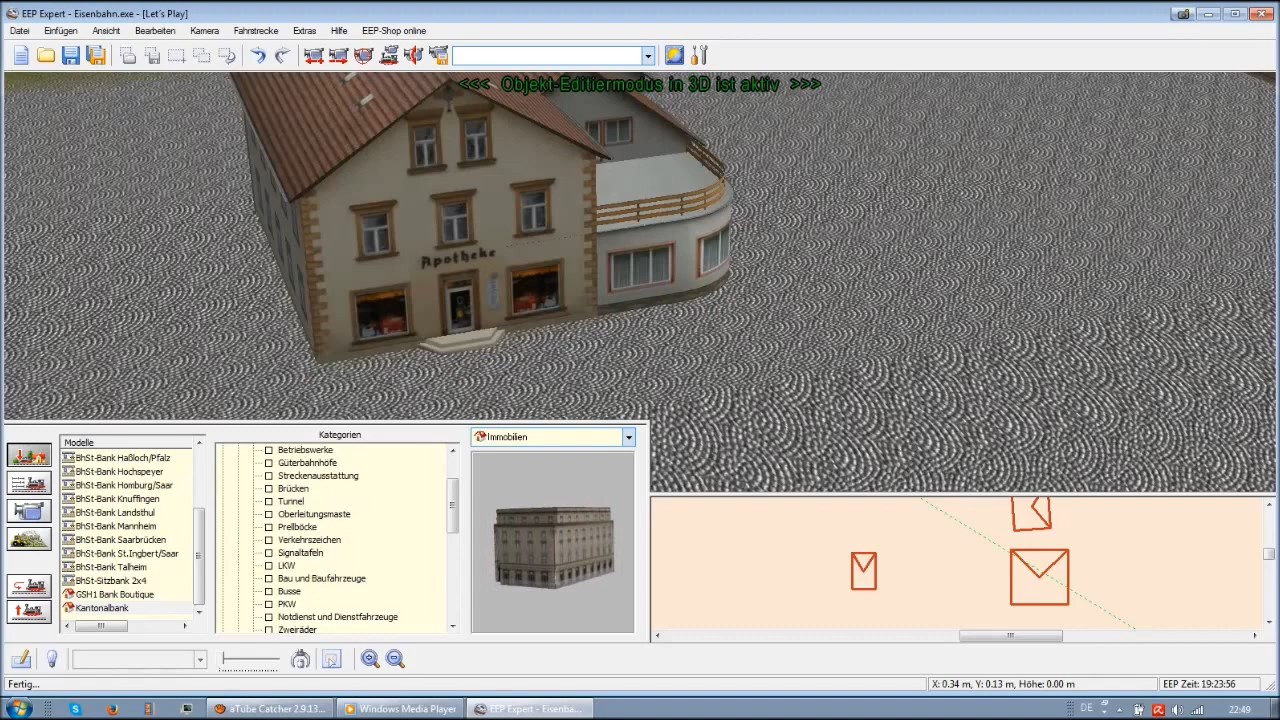 EEP Expert - Eisenbahn.exe - [Let´s Play]
Datei Einfügen Ansicht Bearbeiten Kamera Fahrstrecke Extras Hilfe EEP-Shop online
<<< Objekt-Editiermodus in 3D ist aktiv >>>
Apotheke
Modelle
BhSt-Bank Haßloch/Pfalz
BhSt-Bank Hochspeyer
BhSt-Bank Homburg/Saar
BhSt-Bank Knuffingen
BhSt-Bank Landsthul
BhSt-Bank Mannheim
BhSt-Bank Saarbrücken
BhSt-Bank St.Ingbert/Saar
BhSt-Bank Talheim
BhSt-Sitzbank 2x4
GSH1 Bank Boutique
Kantonalbank
Kategorien
Betriebswerke
Güterbahnhöfe
Streckenausstattung
Brücken
Tunnel
Oberleitungsmaste
Prellböcke
Verkehrszeichen
Signaltafeln
LKW
Bau und Baufahrzeuge
Busse
PKW
Notdienst und Dienstfahrzeuge
Zweiräder
Immobilien
Fertig...
X: 0.34 m, Y: 0.13 m, Höhe: 0.00 m
EEP Zeit: 19:23:56
aTube Catcher 2.9.13...
Windows Media Player
EEP Expert - Eisenba...
DE
22:49